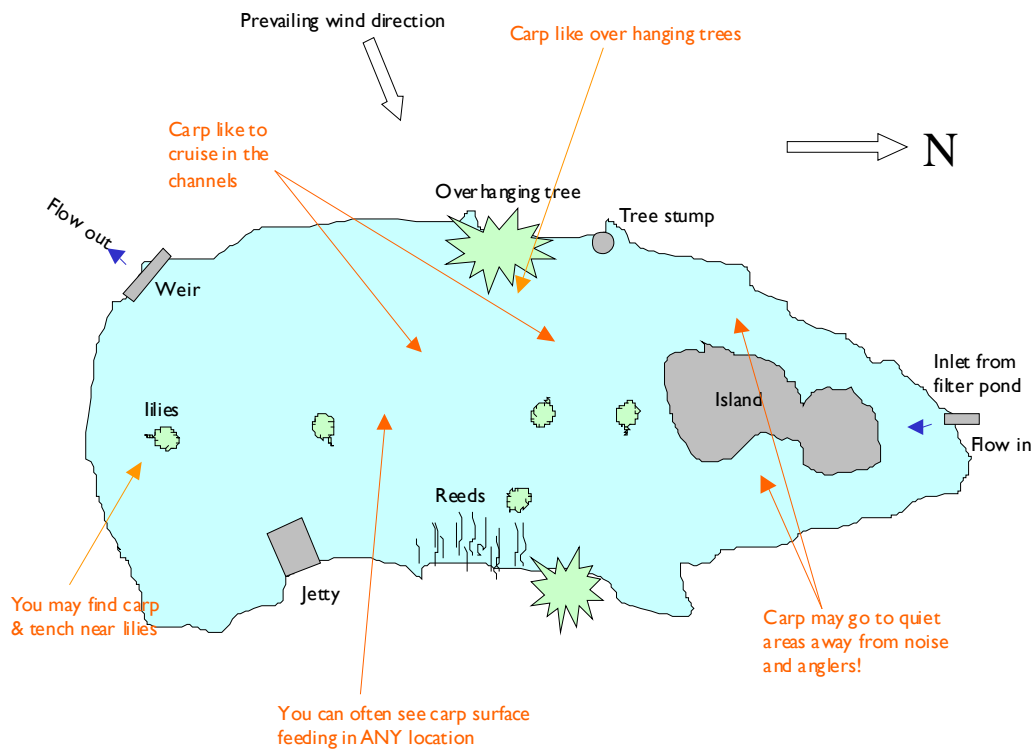 Prevailing wind direction
Carp like over hanging trees
Carp like to
cruise in the
channels
N
Overhanging tree
Tree stump
Flow out
Weir
Inlet from
filter pond
Island
lilies
Flow in
Reeds
Jetty
You may find carp
& tench near lilies
Carp may go to quiet
areas away from noise
and anglers!
You can often see carp surface
feeding in ANY location